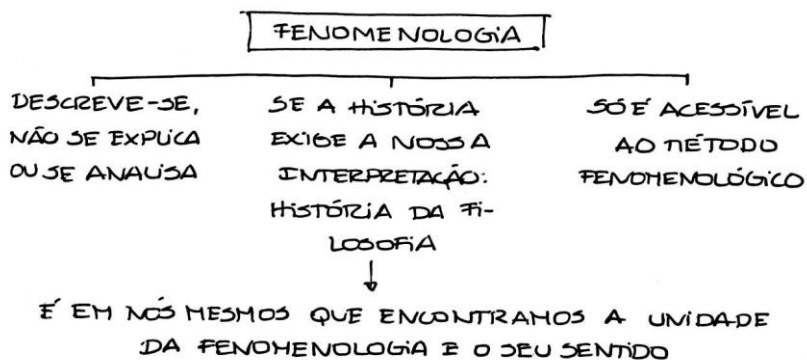 FENOMENOLOGIA
DESCREVE-SE,
NÃO SE EXPLICA
OU SE ANALISA
SE A HISTÓRIA
EXIGE A NOSSA
INTERPRETAÇÃO:
HISTÓRIA DA FI-
LOSOFIA
SÓ É ACESSÍVEL
AO MÉTODO
FENOMENOLÓGICO
É EM NÓS MESMOS QUE ENCONTRAMOS A UNIDADE
DA FENOMENOLOGIA E O SEU SENTIDO